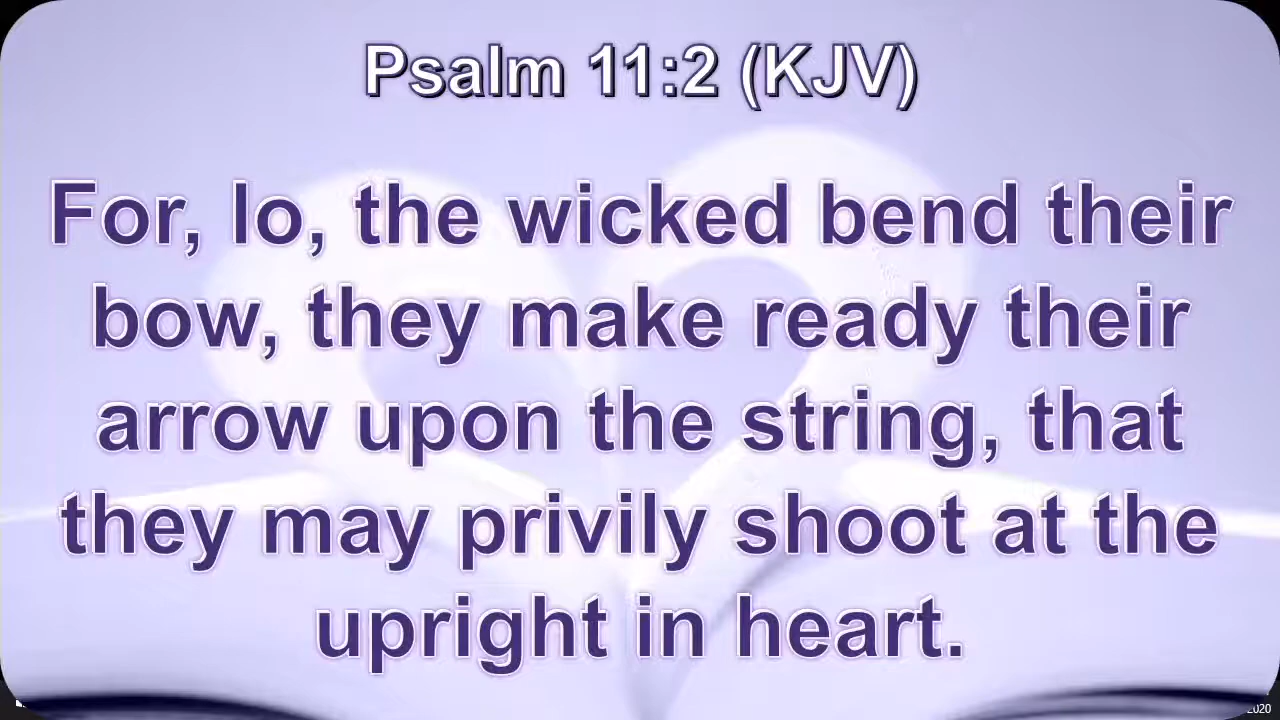 Psalm 11:2 (KJV)
For, lo, the wicked bend their
bow, they make ready their
arrow upon the string, that
they may privily shoot at the
upright in heart.
2020